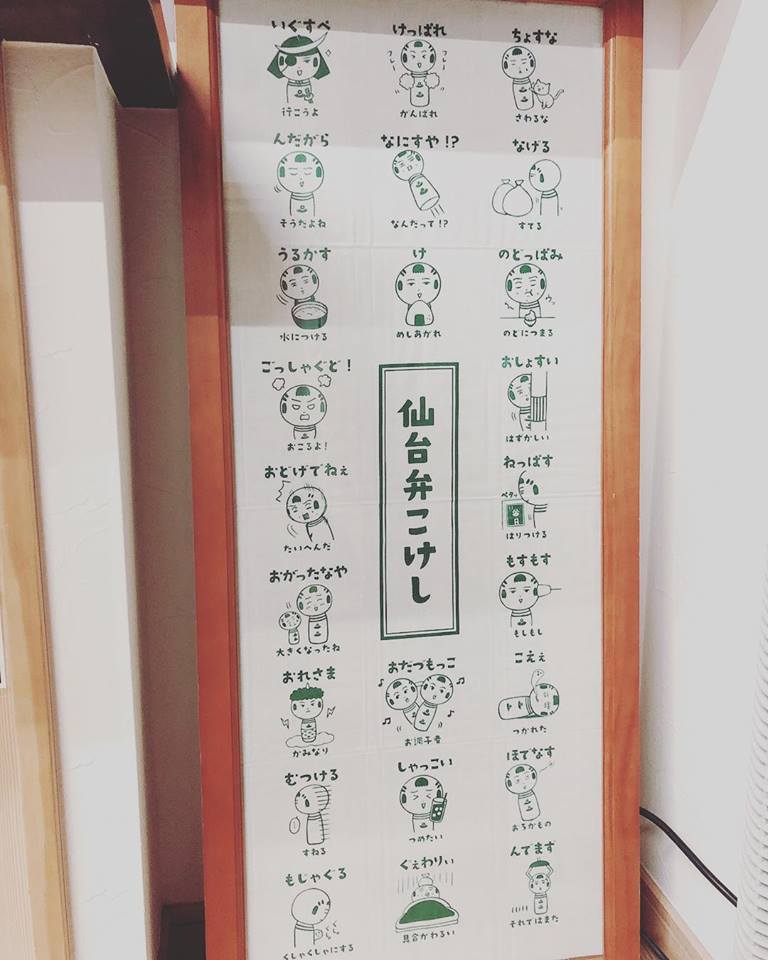 いぐすべ
行こうよ
けっぱれ
フレー フレー
がんばれ
ちょすな
さわるな
んだがら
そうだよね
なにすや!?
なんだって!?
なげる
すてる
うるかす
水につける
け
めしあがれ
のどっぱみ
ウッ
のどにつまる
ごっしゃぐど!
おこるよ!
仙台弁こけし
おしょすい
はずかしい
おどげでねぇ
たいへんだ
ねっぱす
ペタッ
はりつける
おがったなや
大きくなったね
もすもす
もしもし
おれさま
かみなり
おだづもっこ
お調子者
こえぇ
つかれた
むつける
すねる
しゃっこい
つめたい
ほでなす
おろかもの
もじゃぐる
くしゃくしゃにする
ぐぇわりぃ
具合がわるい
んでます
それではまた